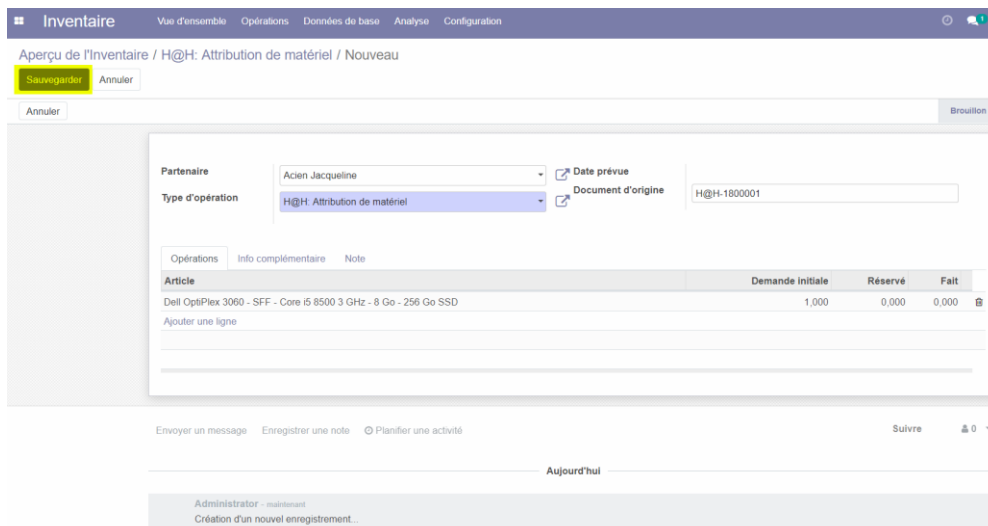 Inventaire Vue d'ensemble Opérations Données de base Analyse Configuration 1
Aperçu de l'Inventaire / H@H: Attribution de matériel / Nouveau
Sauvegarder Annuler
Annuler Brouillon
Partenaire Acien Jacqueline Date prévue
Type d'opération H@H: Attribution de matériel Document d'origine H@H-1800001
Opérations Info complémentaire Note
Article Demande initiale Réservé Fait
Dell OptiPlex 3060 - SFF - Core i5 8500 3 GHz - 8 Go - 256 Go SSD 1,000 0,000 0,000
Ajouter une ligne
Envoyer un message Enregistrer une note Planifier une activité Suivre 0
Aujourd'hui
Administrator - maintenant
Création d'un nouvel enregistrement...